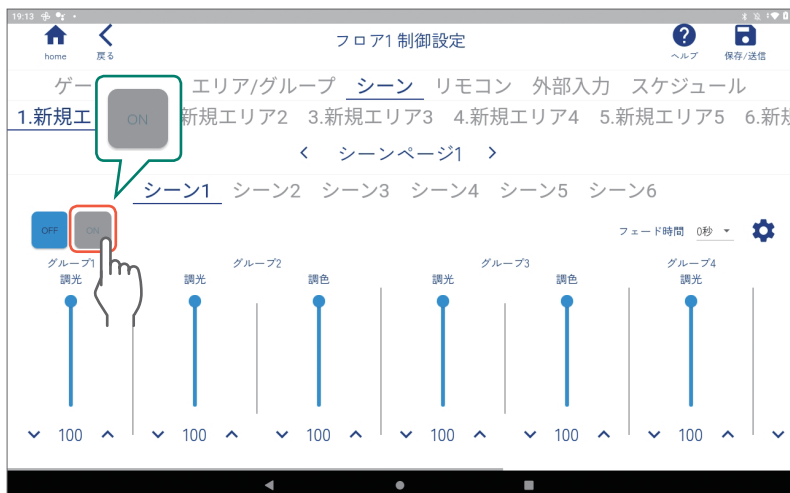 19:13
フロア1 制御設定
home
戻る
ヘルプ
保存/送信
ゲー エリア/グループ シーン リモコン 外部入力 スケジュール
1.新規エ 新規エリア2 3.新規エリア3 4.新規エリア4 5.新規エリア5 6.新規
ON
シーンページ1
シーン1 シーン2 シーン3 シーン4 シーン5 シーン6
OFF ON
フェード時間 0秒
グループ1 グループ2 グループ3 グループ4
調光 調光 調色 調光 調色 調光
100 100 100 100 100 100